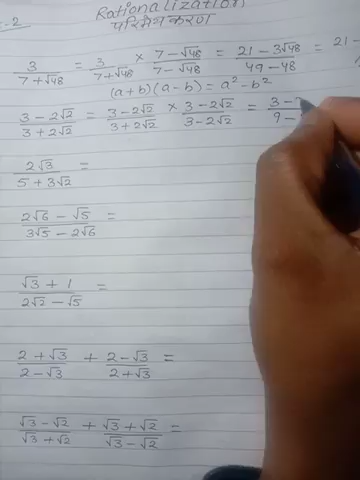 Rationalization
-2 परिमेयकरण
3/(7+√48) = 3/(7+√48) × (7-√48)/(7-√48) = (21-3√48)/(49-48) = 21-
(a+b)(a-b) = a²-b²
(3-2√2)/(3+2√2) = (3-2√2)/(3+2√2) × (3-2√2)/(3-2√2) = (3-)/(9-)
2√3/(5+3√2) =
(2√6-√5)/(3√5-2√6) =
(√3+1)/(2√2-√5) =
(2+√3)/(2-√3) + (2-√3)/(2+√3) =
(√3-√2)/(√3+√2) + (√3+√2)/(√3-√2) =